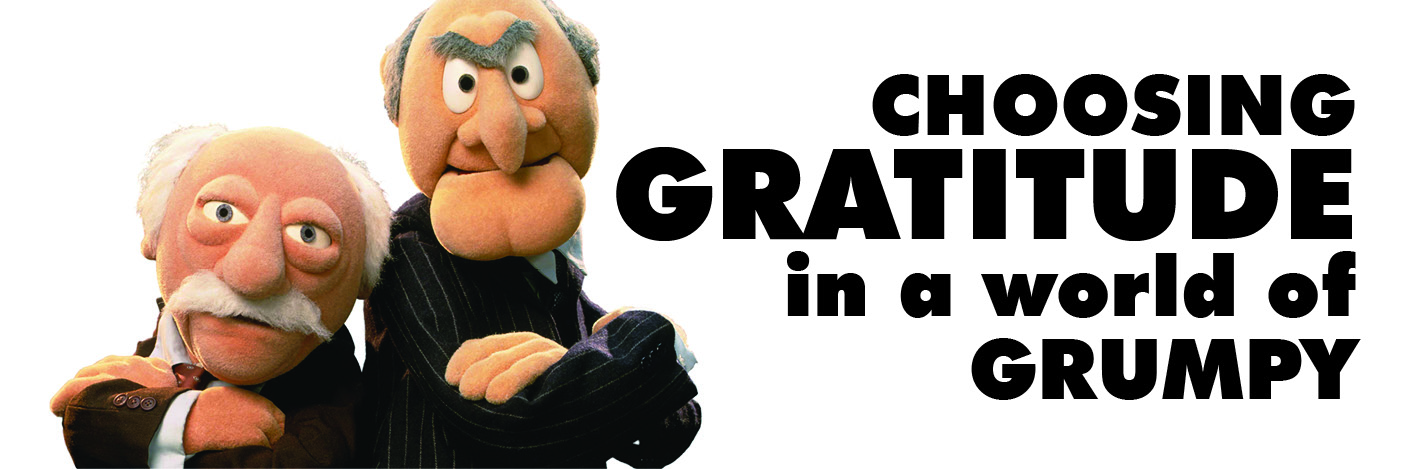 CHOOSING
GRATITUDE
in a world of
GRUMPY